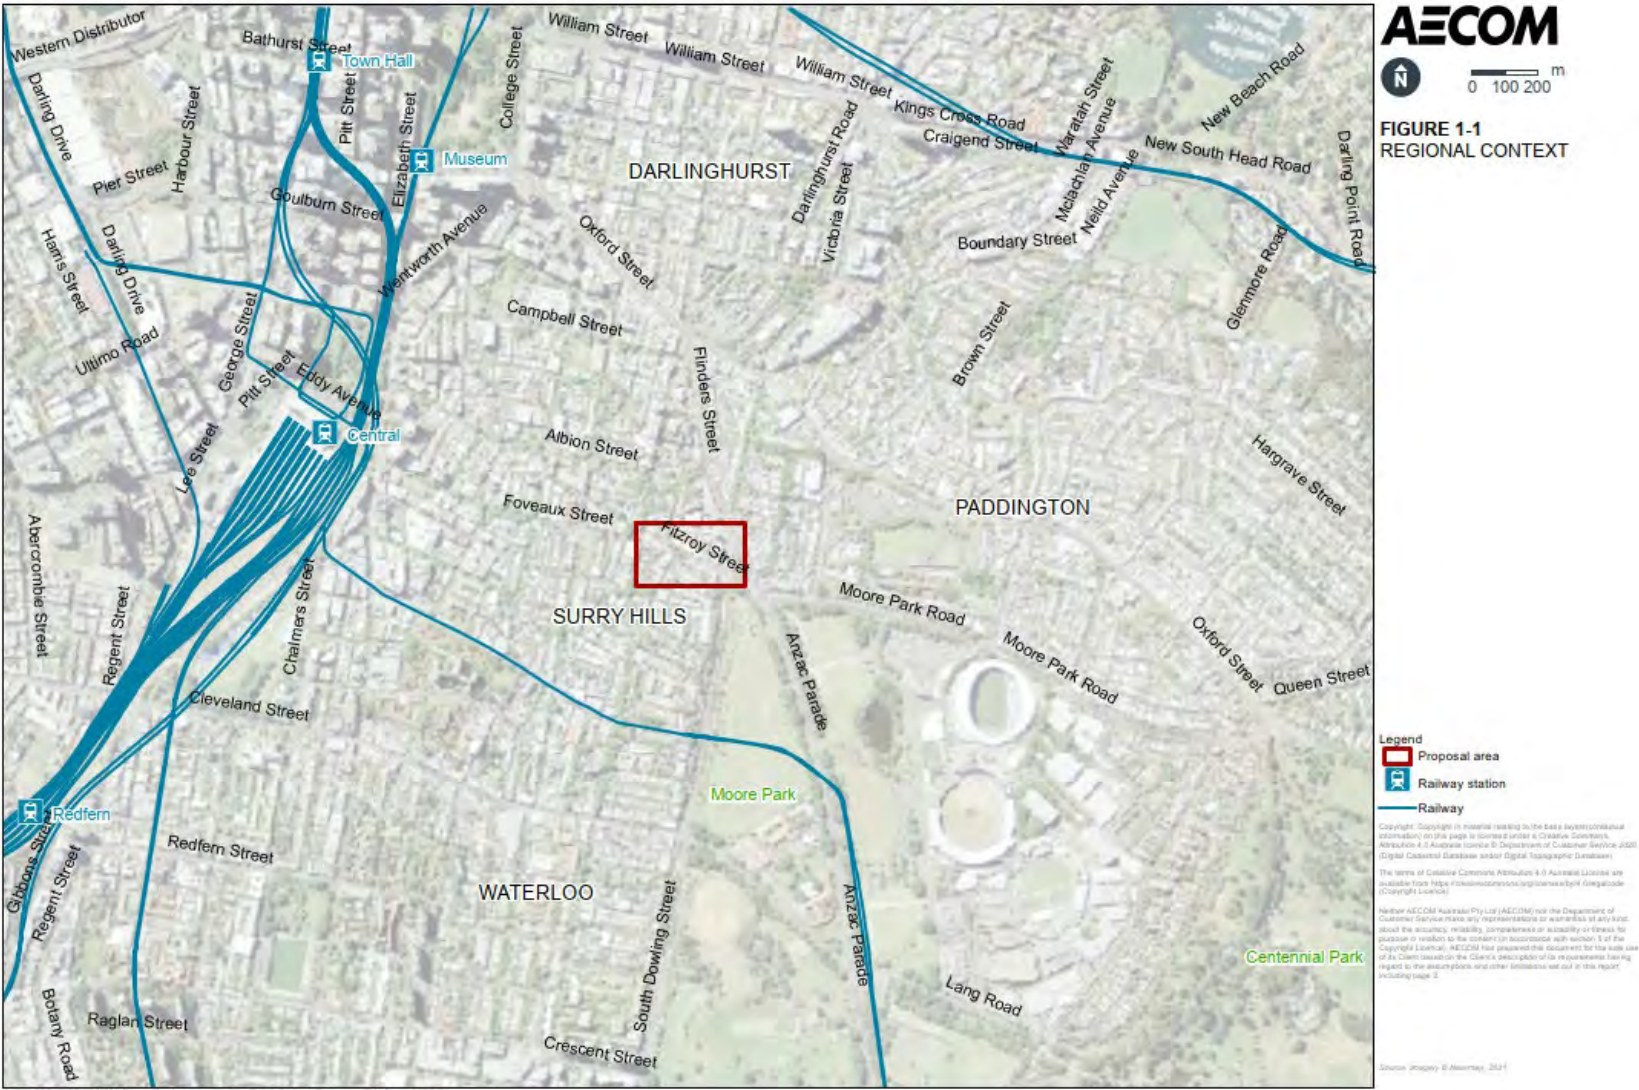 Western Distributor
Bathurst Street
Town Hall
Pitt Street
Darling Drive
Harbour Street
Pier Street
Elizabeth Street
College Street
Museum
Goulburn Street
Wentworth Avenue
William Street
William Street
William Street
Kings Cross Road
Craigend Street
Waratah Street
New Beach Road
Mclachlan Avenue
New South Head Road
Neild Avenue
Darling Point Road
DARLINGHURST
Darlinghurst Road
Victoria Street
Boundary Street
Oxford Street
Glenmore Road
Harris Street
Darling Drive
Ultimo Road
George Street
Pitt Street
Eddy Avenue
Central
Lee Street
Campbell Street
Flinders Street
Brown Street
Albion Street
Foveaux Street
Fitzroy Street
PADDINGTON
Hargrave Street
Abercrombie Street
Regent Street
Chalmers Street
SURRY HILLS
Moore Park Road
Moore Park Road
Anzac Parade
Oxford Street
Queen Street
Cleveland Street
Moore Park
Redfern
Gibbons Street
Regent Street
Redfern Street
WATERLOO
South Dowling Street
Anzac Parade
Centennial Park
Lang Road
Botany Road
Raglan Street
Crescent Street
AECOM
N
m
0 100 200
FIGURE 1-1
REGIONAL CONTEXT
Legend
Proposal area
Railway station
Railway